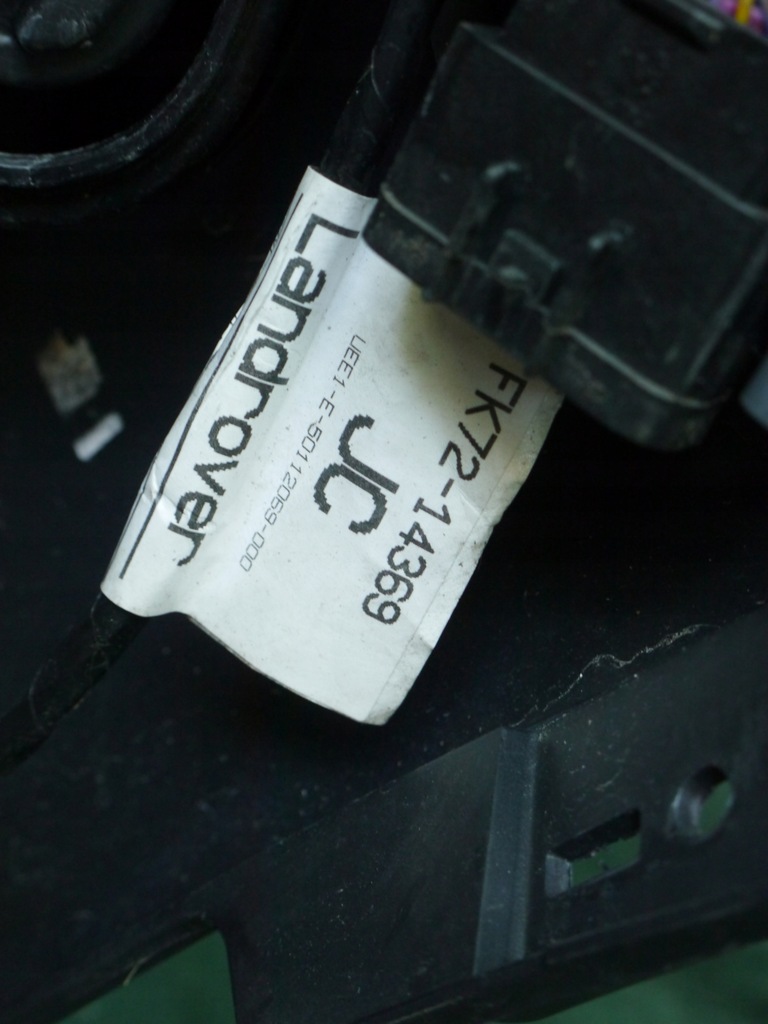 FK72-14369
JC
UEE1-E-50112069-000
Landrover